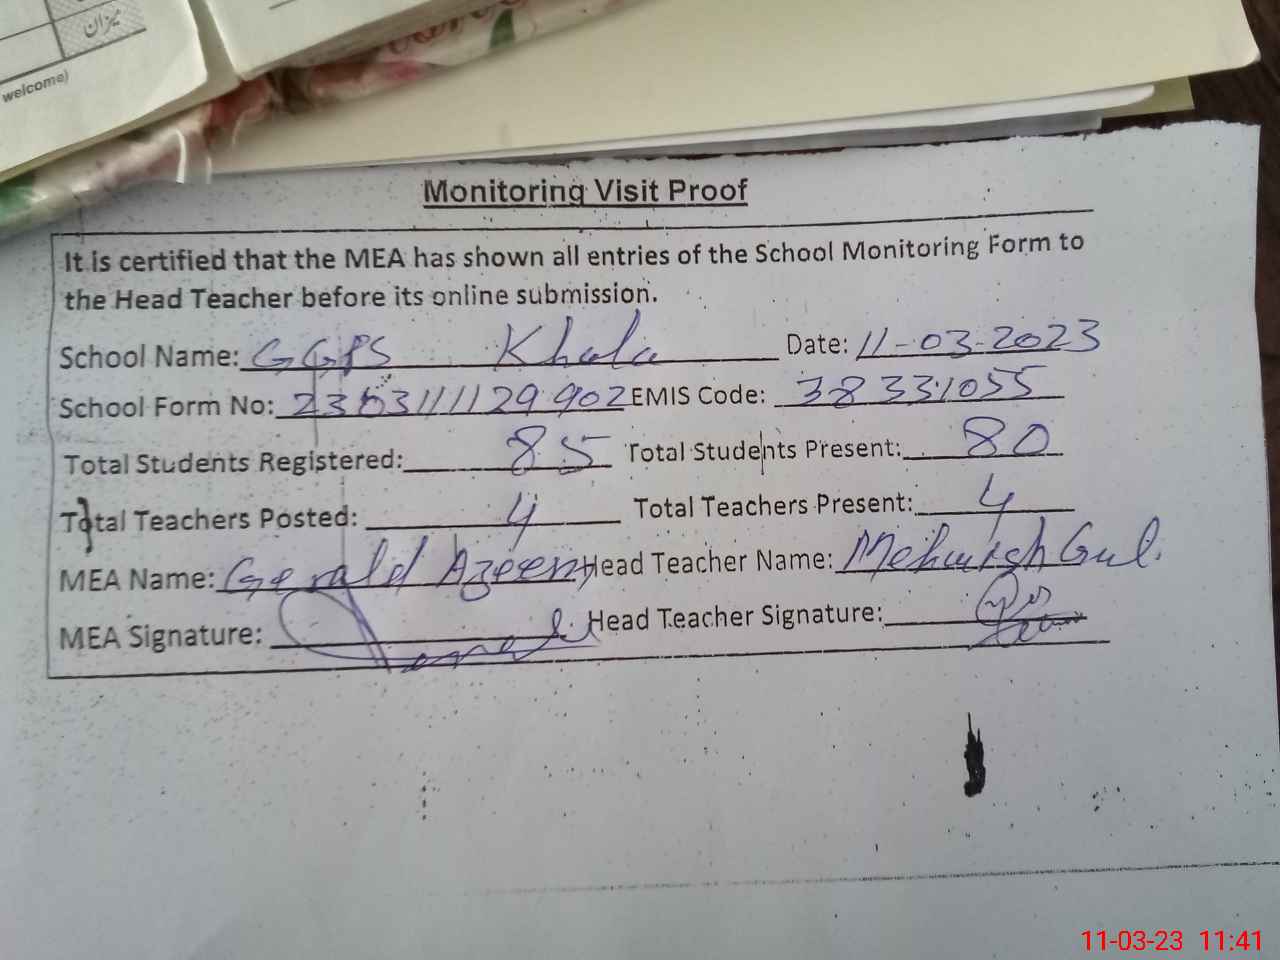 میزان
welcome)
Monitoring Visit Proof
It is certified that the MEA has shown all entries of the School Monitoring Form to
the Head Teacher before its online submission.
School Name: GGPS Khala Date: 11-03-2023
School Form No: 2303111129902 EMIS Code: 38331055
Total Students Registered: 85 Total Students Present: 80
Total Teachers Posted: 4 Total Teachers Present: 4
MEA Name: Gerald Azeem Head Teacher Name: Mehwish Gul.
MEA Signature: Head Teacher Signature:
11-03-23 11:41